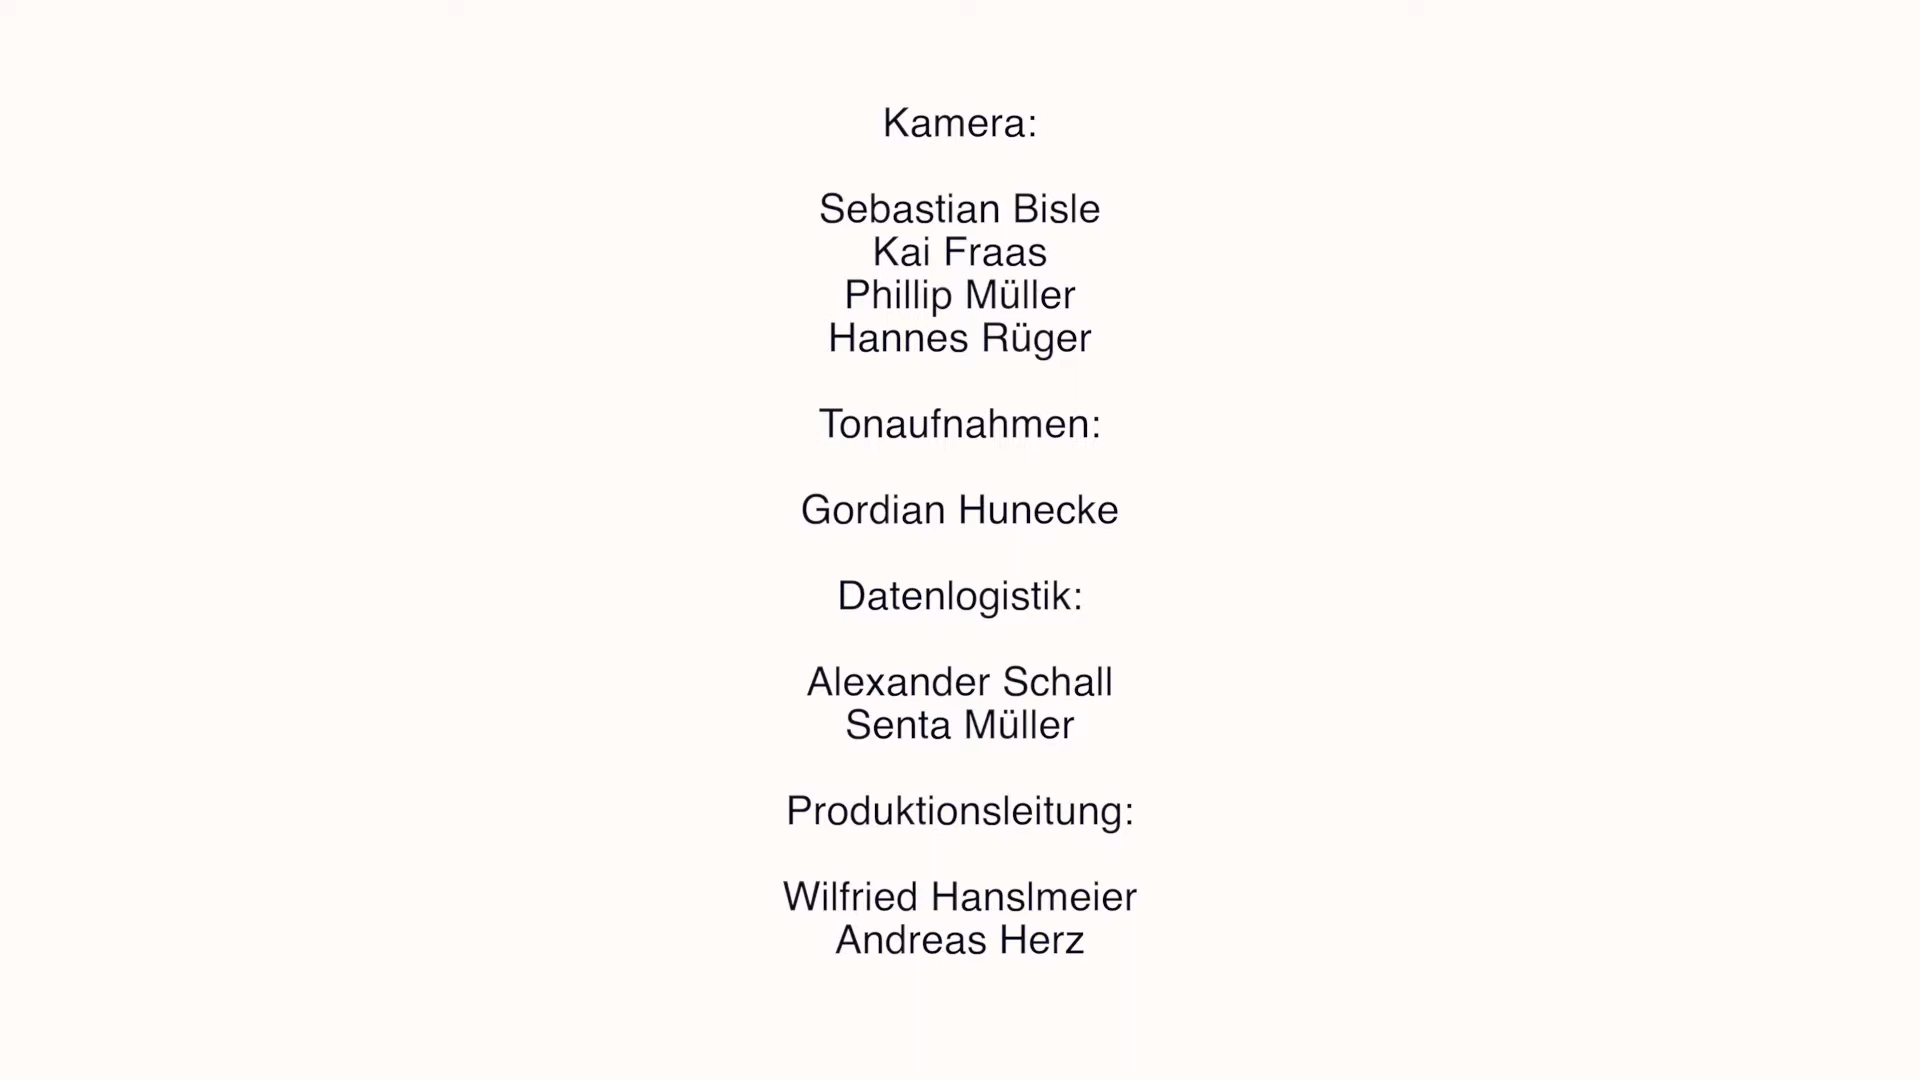 Kamera:
Sebastian Bisle
Kai Fraas
Phillip Müller
Hannes Rüger
Tonaufnahmen:
Gordian Hunecke
Datenlogistik:
Alexander Schall
Senta Müller
Produktionsleitung:
Wilfried Hanslmeier
Andreas Herz